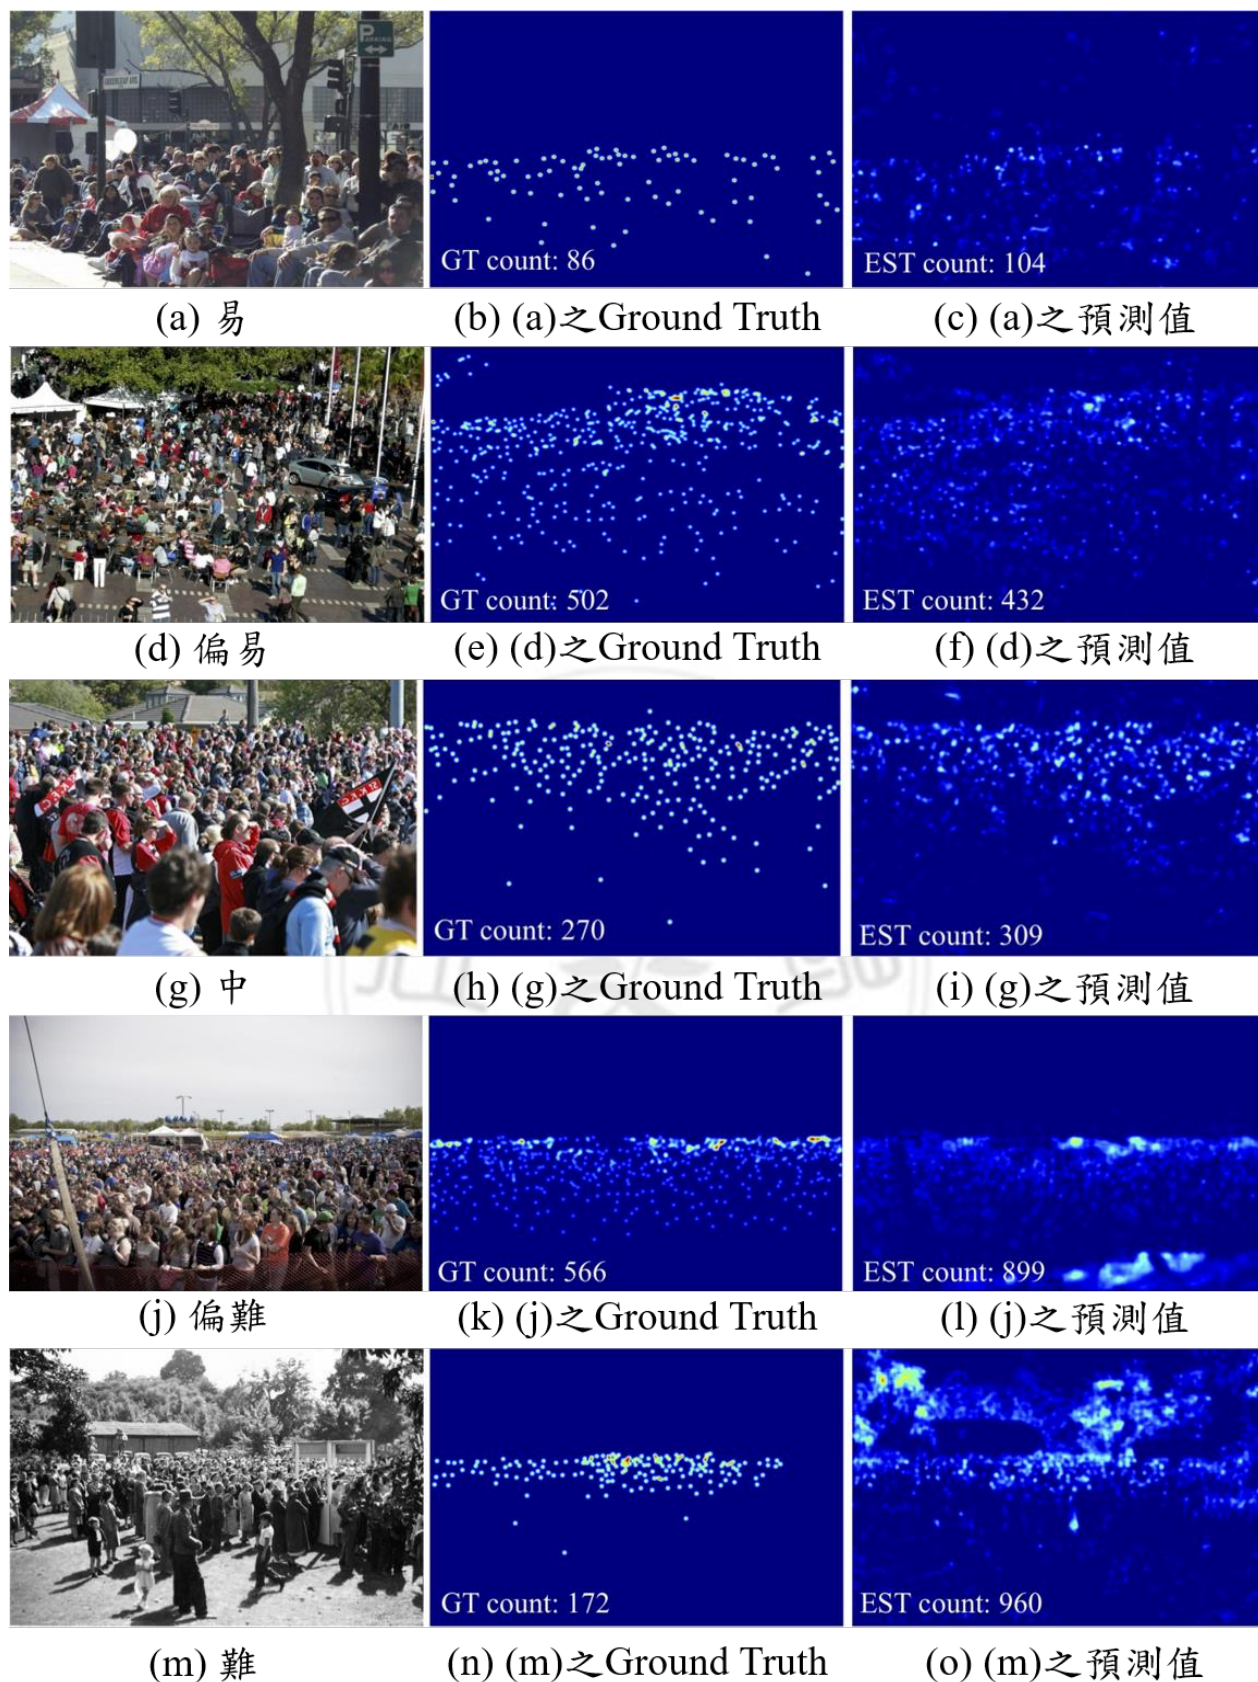 PARKING
GREENLEAF AVE
GT count: 86
EST count: 104
(a) 易
(b) (a)之Ground Truth
(c) (a)之預測值
GT count: 502
EST count: 432
(d) 偏易
(e) (d)之Ground Truth
(f) (d)之預測值
SKFC
GT count: 270
EST count: 309
(g) 中
(h) (g)之Ground Truth
(i) (g)之預測值
GT count: 566
EST count: 899
(j) 偏難
(k) (j)之Ground Truth
(l) (j)之預測值
GT count: 172
EST count: 960
(m) 難
(n) (m)之Ground Truth
(o) (m)之預測值